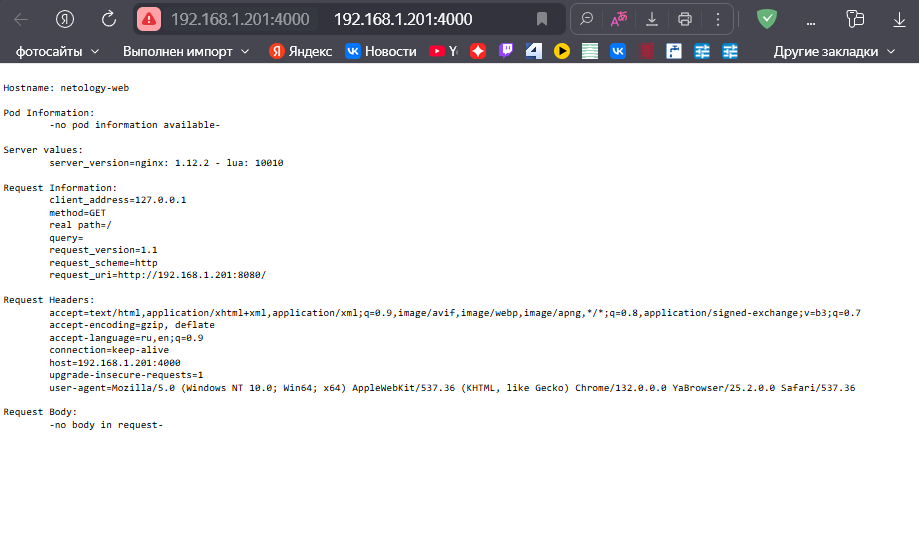 192.168.1.201:4000 192.168.1.201:4000
фотосайты Выполнен импорт Яндекс Новости Другие закладки
Hostname: netology-web
Pod Information:
-no pod information available-
Server values:
server_version=nginx: 1.12.2 - lua: 10010
Request Information:
client_address=127.0.0.1
method=GET
real path=/
query=
request_version=1.1
request_scheme=http
request_uri=http://192.168.1.201:8080/
Request Headers:
accept=text/html,application/xhtml+xml,application/xml;q=0.9,image/avif,image/webp,image/apng,*/*;q=0.8,application/signed-exchange;v=b3;q=0.7
accept-encoding=gzip, deflate
accept-language=ru,en;q=0.9
connection=keep-alive
host=192.168.1.201:4000
upgrade-insecure-requests=1
user-agent=Mozilla/5.0 (Windows NT 10.0; Win64; x64) AppleWebKit/537.36 (KHTML, like Gecko) Chrome/132.0.0.0 YaBrowser/25.2.0.0 Safari/537.36
Request Body:
-no body in request-